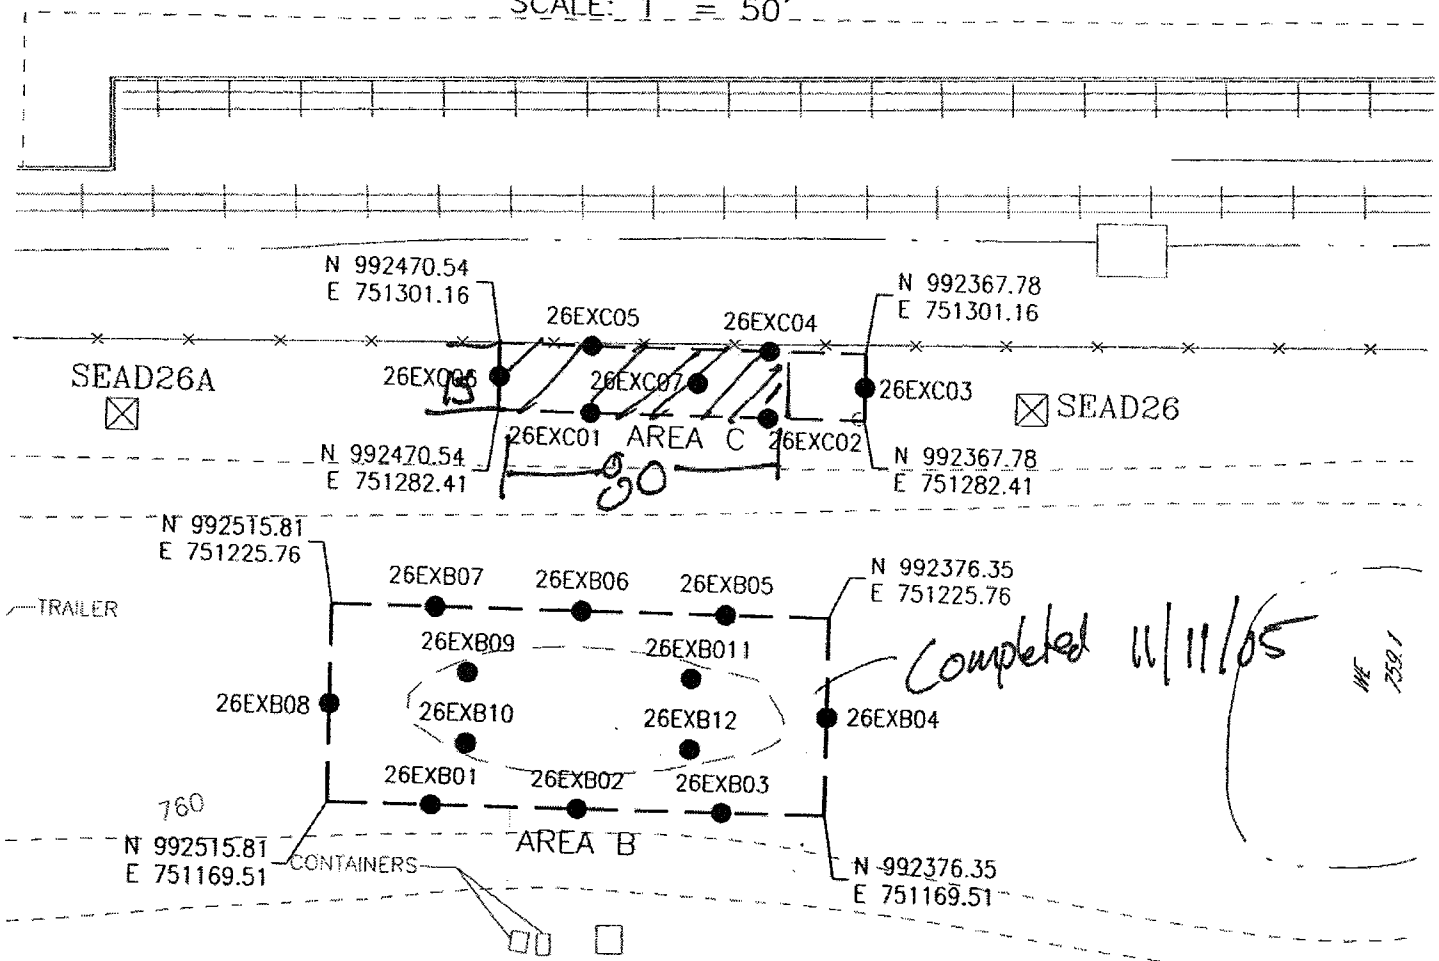 SCALE: 1" = 50'
N 992470.54
E 751301.16
N 992367.78
E 751301.16
26EXC05
26EXC04
SEAD26A
26EXC06
15
26EXC07
26EXC03
SEAD26
26EXC01
AREA C
26EXC02
N 992470.54
E 751282.41
80
N 992367.78
E 751282.41
N 992515.81
E 751225.76
N 992376.35
E 751225.76
TRAILER
26EXB07
26EXB06
26EXB05
26EXB09
26EXB011
Completed 11/11/05
759.1
26EXB08
26EXB10
26EXB12
26EXB04
26EXB01
26EXB02
26EXB03
760
AREA B
N 992515.81
E 751169.51
CONTAINERS
N 992376.35
E 751169.51